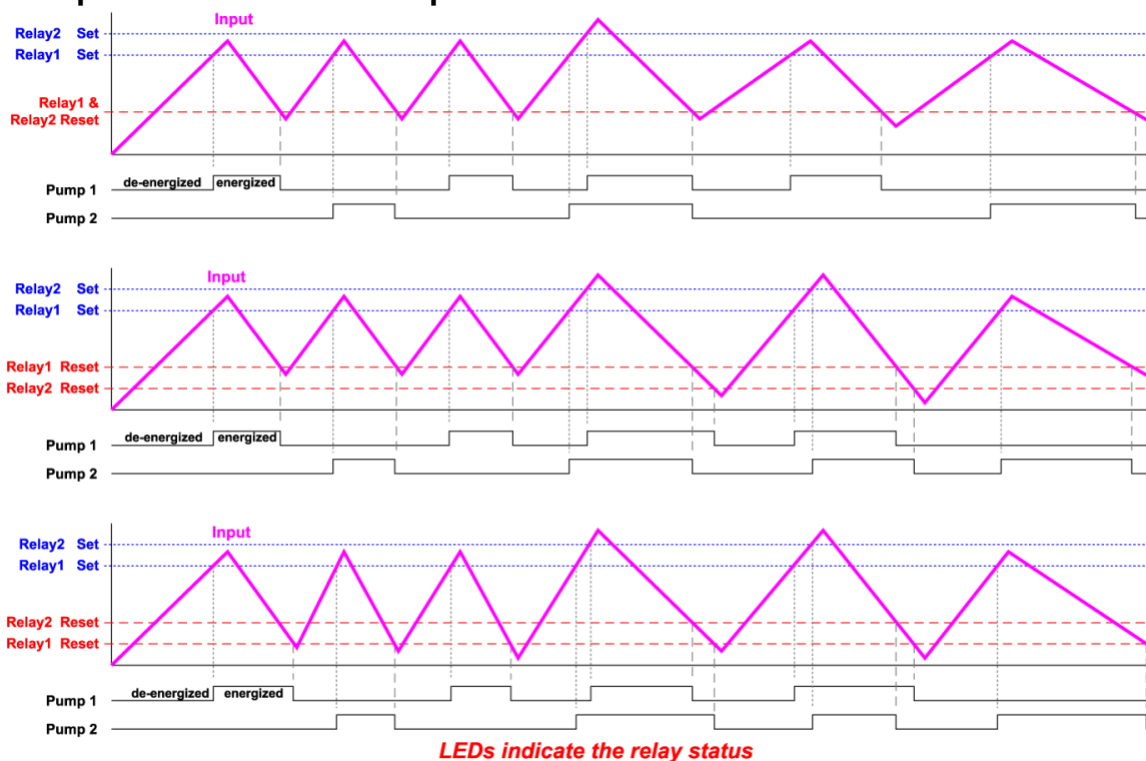 Input
Relay2 Set
Relay1 Set
Relay1 &
Relay2 Reset
de-energized energized
Pump 1
Pump 2
Input
Relay2 Set
Relay1 Set
Relay1 Reset
Relay2 Reset
de-energized energized
Pump 1
Pump 2
Input
Relay2 Set
Relay1 Set
Relay2 Reset
Relay1 Reset
de-energized energized
Pump 1
Pump 2
LEDs indicate the relay status